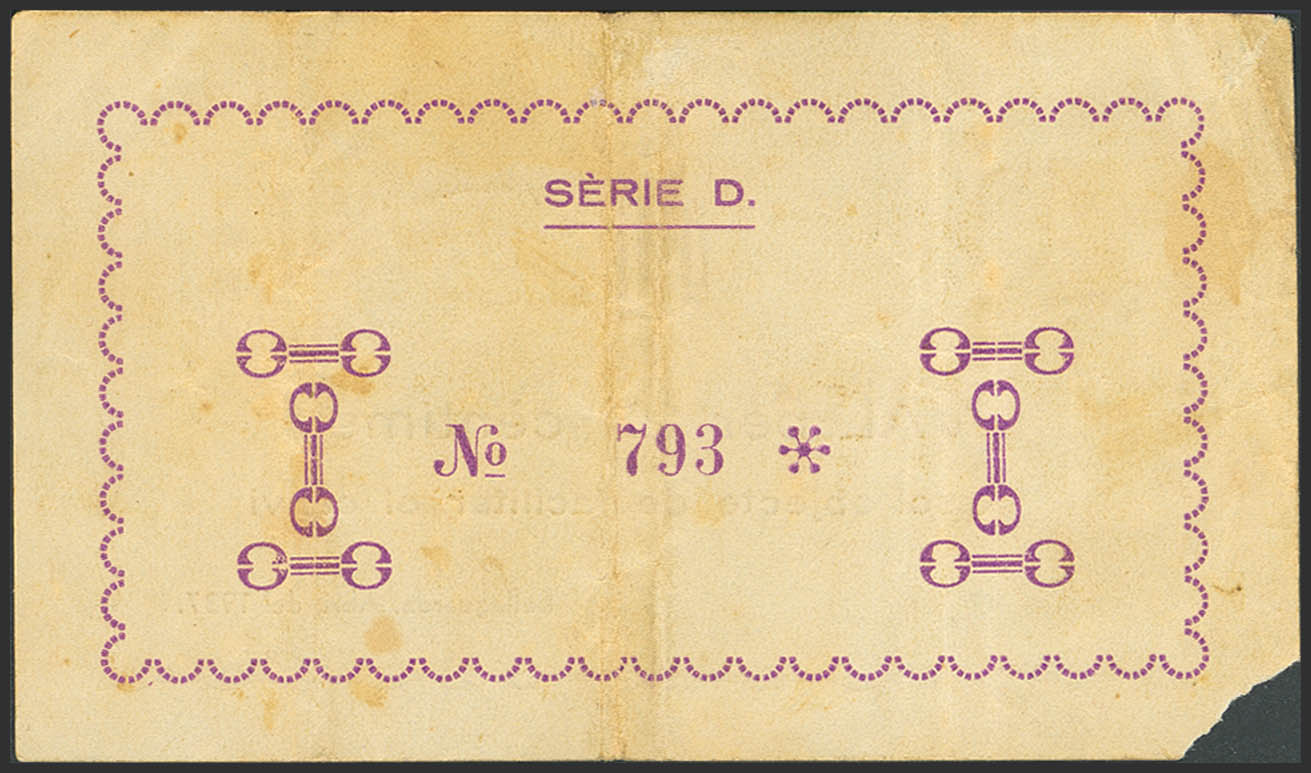 SÈRIE D.
№ 793 *